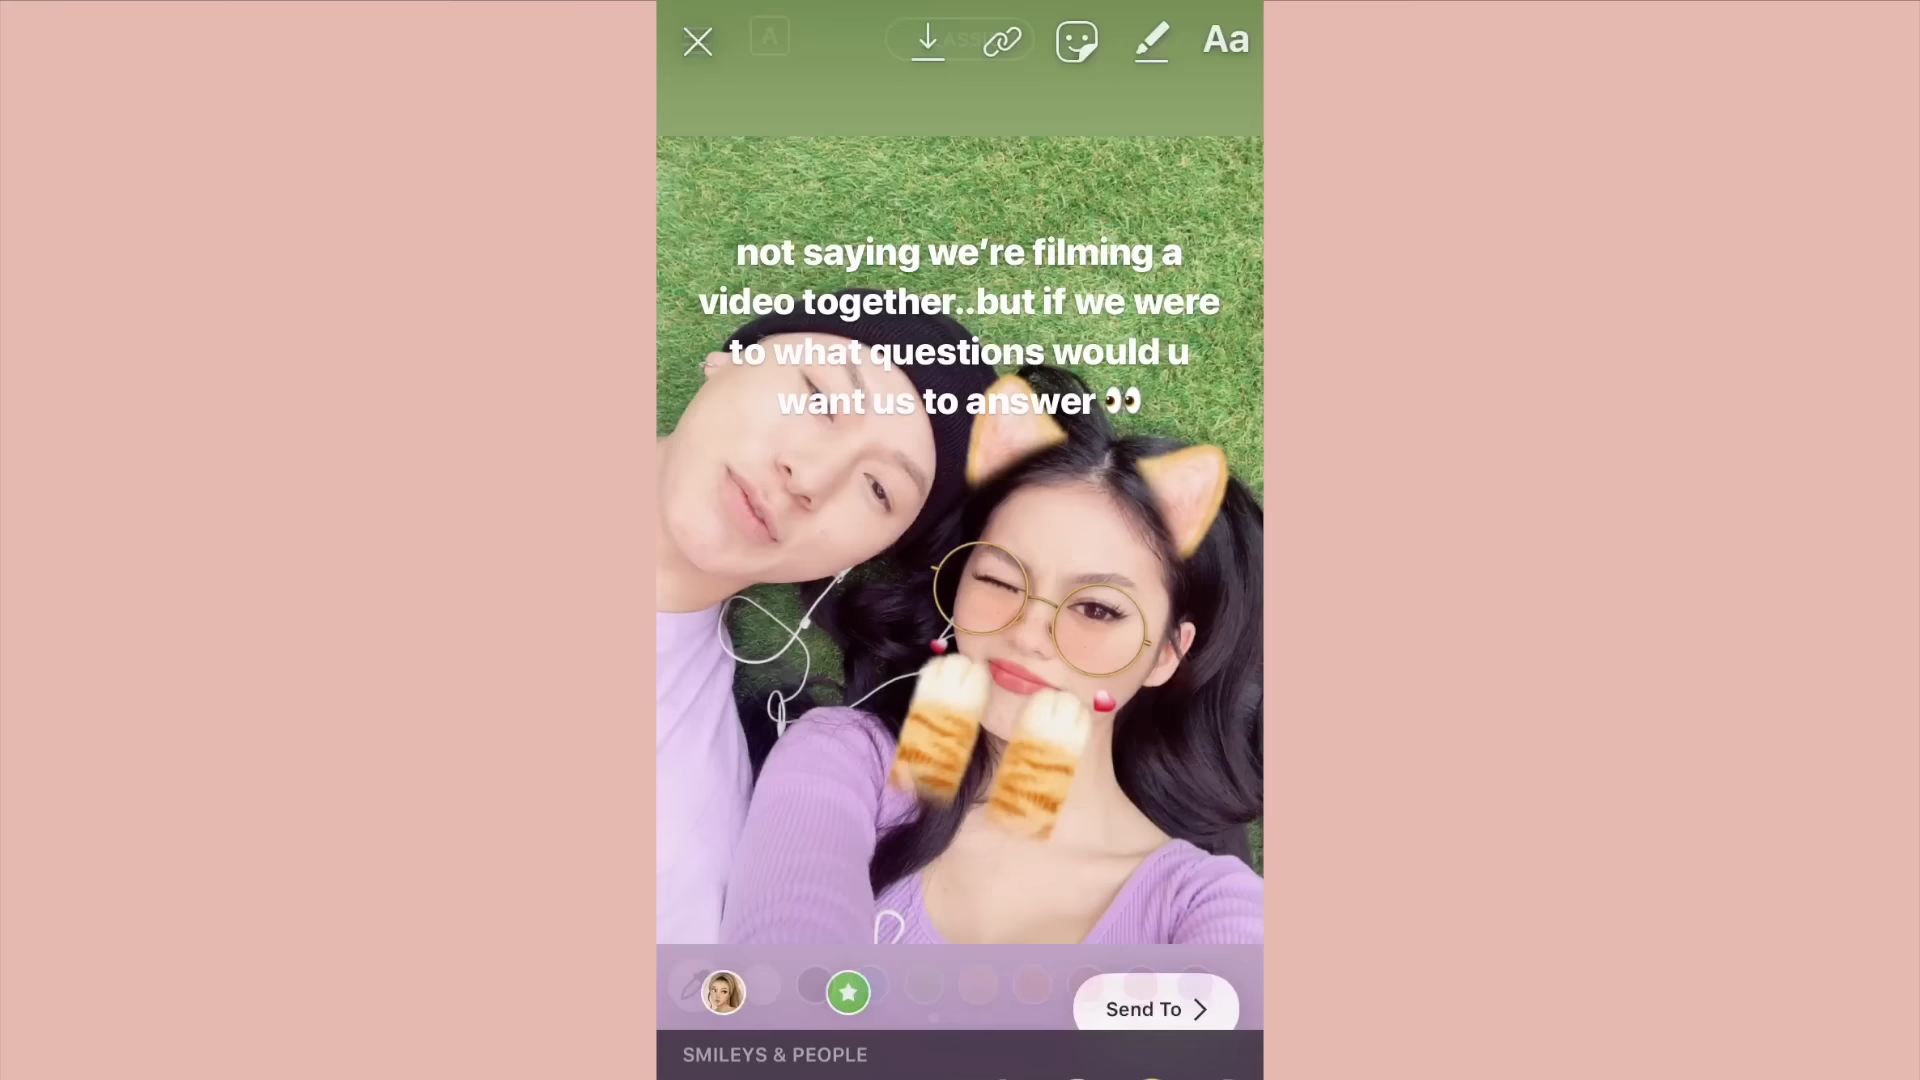 A
Aa
not saying we’re filming a
video together..but if we were
to what questions would u
want us to answer 👀
Send To
SMILEYS & PEOPLE